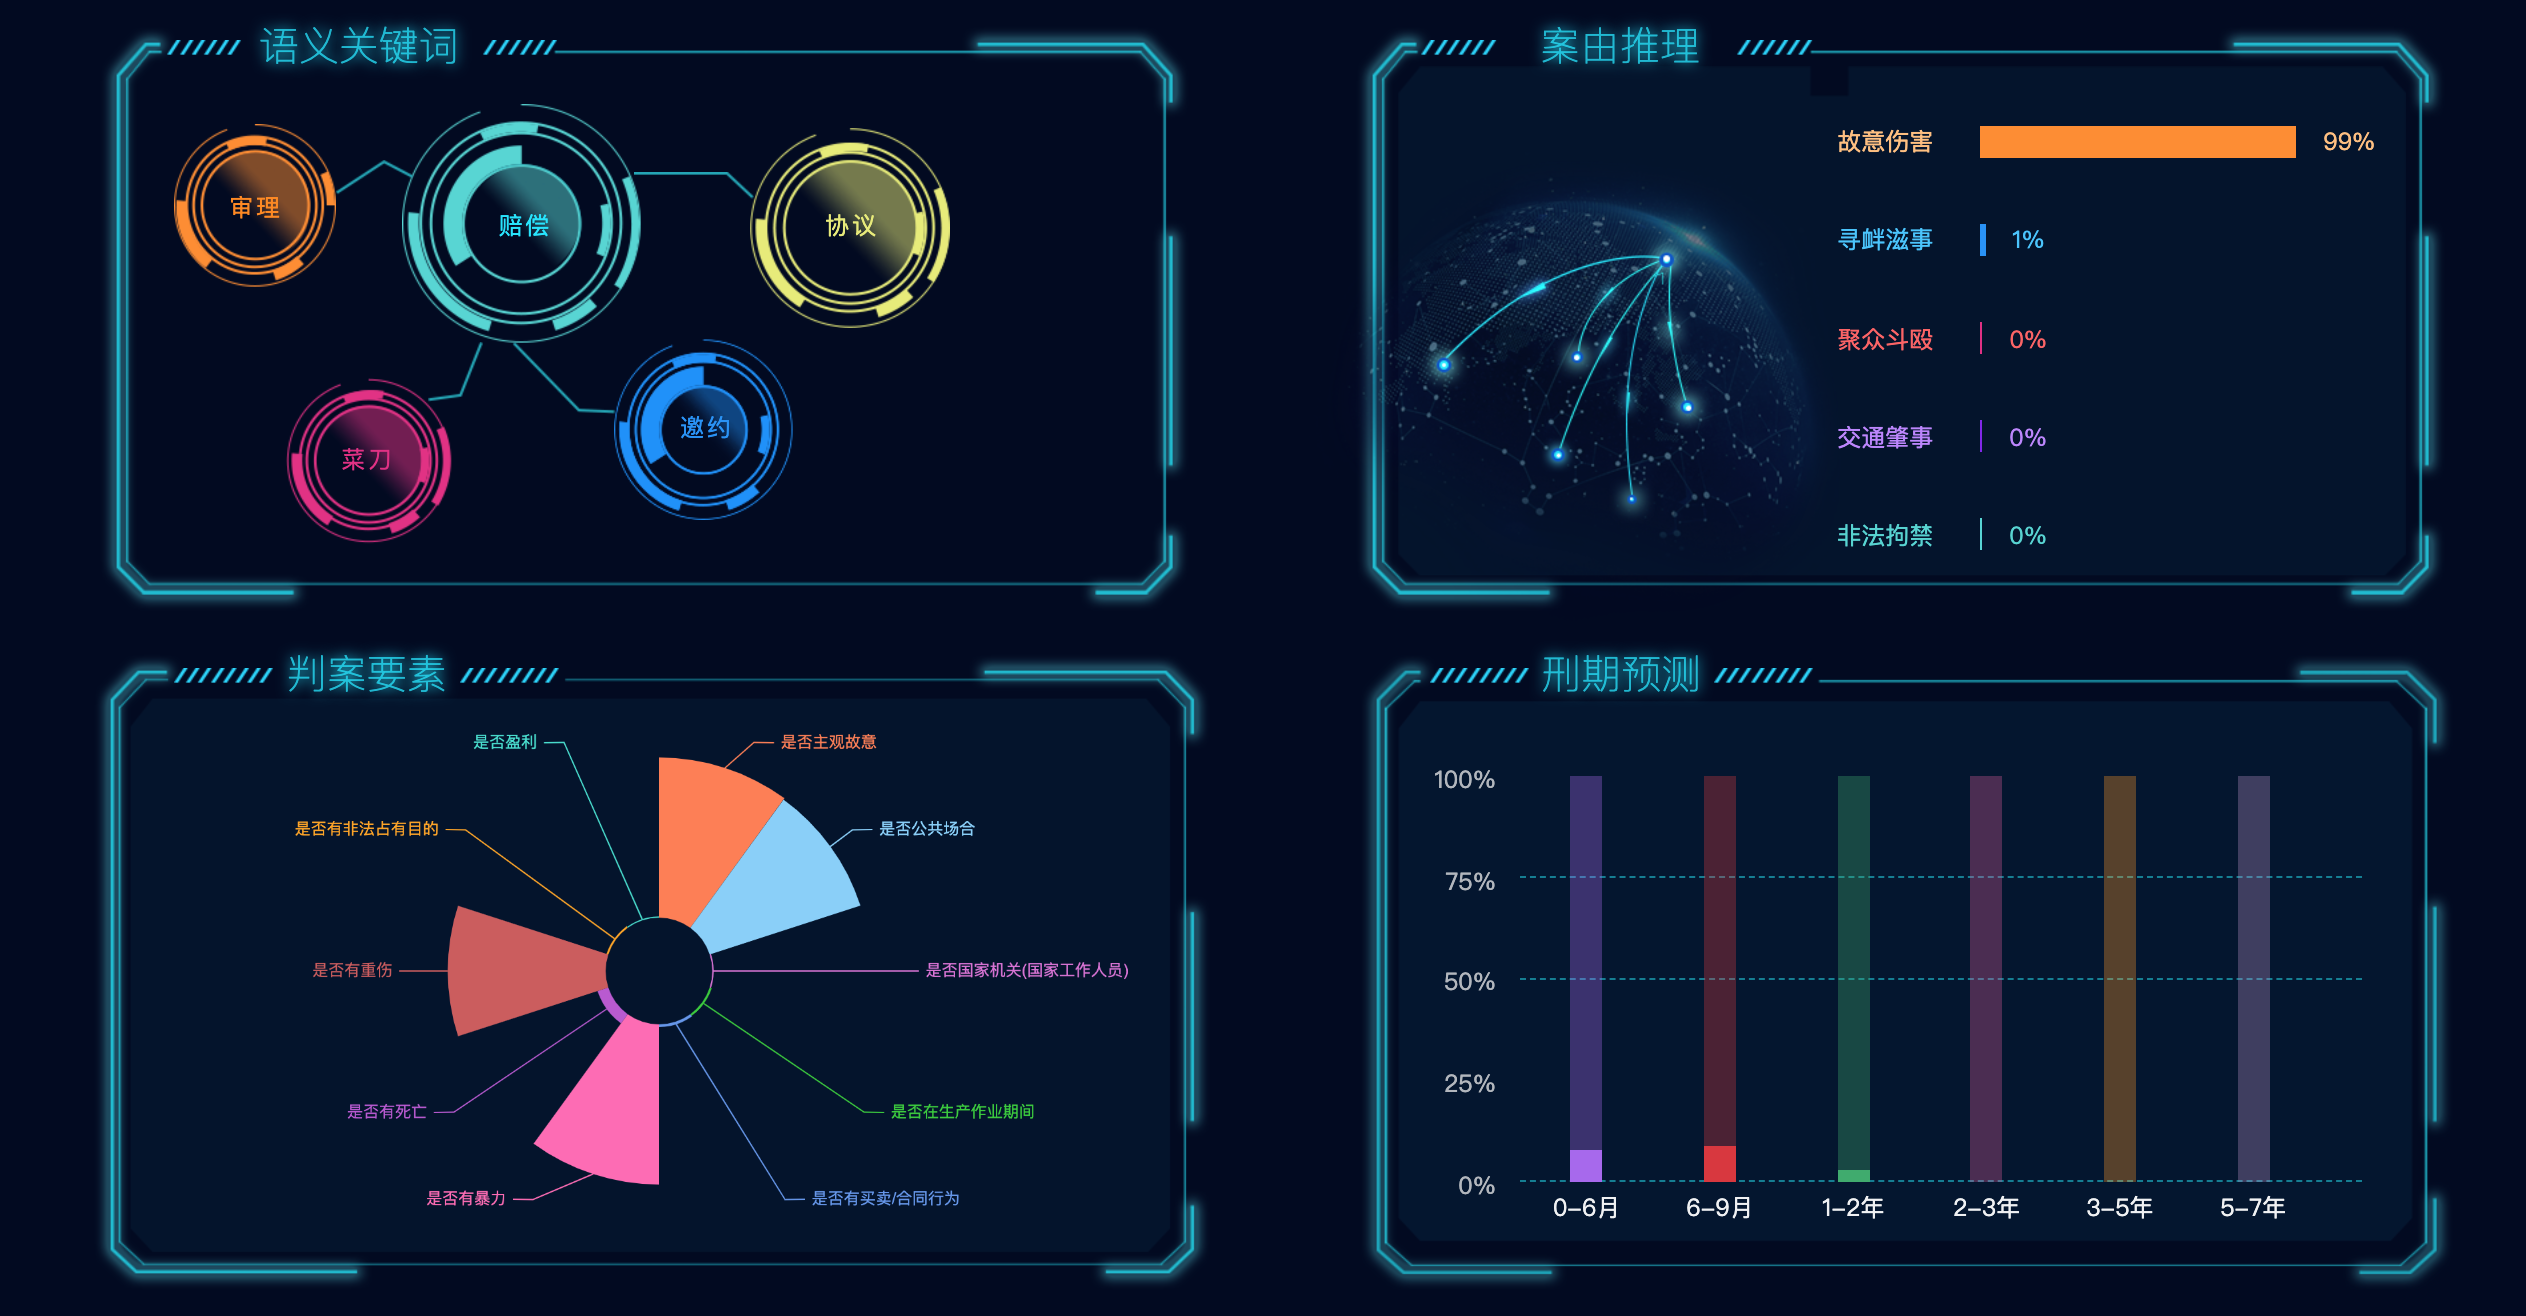 语义关键词
审理
赔偿
协议
菜刀
邀约
案由推理
故意伤害 99%
寻衅滋事 1%
聚众斗殴 0%
交通肇事 0%
非法拘禁 0%
判案要素
是否盈利
是否主观故意
是否有非法占有目的
是否公共场合
是否有重伤
是否国家机关(国家工作人员)
是否有死亡
是否在生产作业期间
是否有暴力
是否有买卖/合同行为
刑期预测
100%
75%
50%
25%
0%
0-6月 6-9月 1-2年 2-3年 3-5年 5-7年